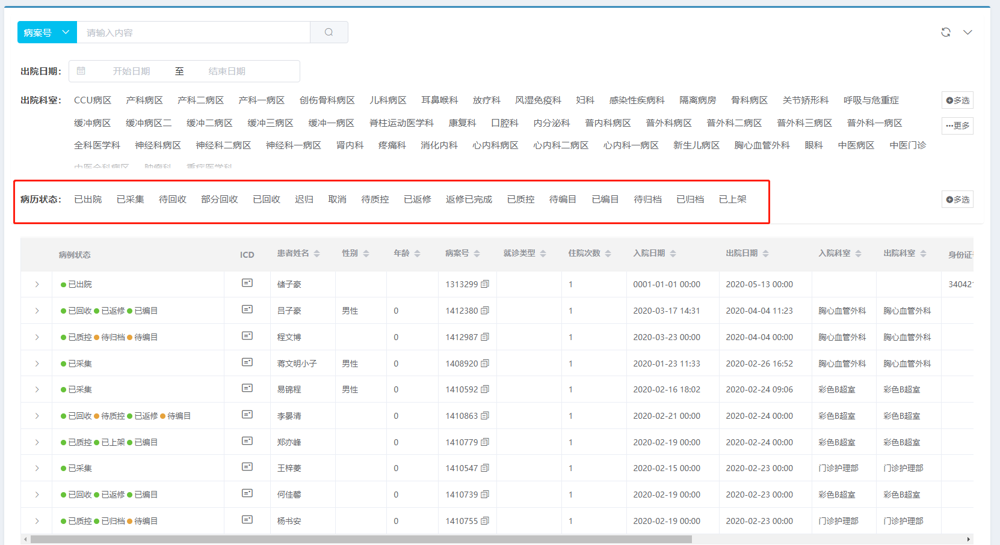 病案号 请输入内容
出院日期： 开始日期 至 结束日期
出院科室： CCU病区 产科病区 产科二病区 产科一病区 创伤骨科病区 儿科病区 耳鼻喉科 放疗科 风湿免疫科 妇科 感染性疾病科 隔离病房 骨科病区 关节矫形科 呼吸与危重症 多选
缓冲病区 缓冲病区二 缓冲二病区 缓冲三病区 缓冲一病区 脊柱运动医学科 康复科 口腔科 内分泌科 普内科病区 普外科病区 普外科二病区 普外科三病区 普外科一病区 ···更多
全科医学科 神经科病区 神经科二病区 神经科一病区 肾内科 疼痛科 消化内科 心内科病区 心内科二病区 心内科一病区 新生儿病区 胸心血管外科 眼科 中医病区 中医门诊
中医全科病区 肿瘤科 重症医学科
病历状态： 已出院 已采集 待回收 部分回收 已回收 迟归 取消 待质控 已返修 返修已完成 已质控 待编目 已编目 待归档 已归档 已上架 多选
病例状态 ICD 患者姓名 性别 年龄 病案号 就诊类型 住院次数 入院日期 出院日期 入院科室 出院科室 身份证
已出院 储子豪 1313299 1 0001-01-01 00:00 2020-05-13 00:00 34042
已回收 已返修 已编目 吕子豪 男性 0 1412380 1 2020-03-17 14:31 2020-04-04 11:23 胸心血管外科 胸心血管外科
已质控 待归档 待编目 程文博 0 1412987 1 2020-03-23 00:00 2020-04-04 00:00 胸心血管外科 胸心血管外科
已采集 蒋文明小子 男性 0 1408920 1 2020-01-23 11:33 2020-02-26 16:52 胸心血管外科 胸心血管外科
已采集 易锦程 男性 0 1410592 1 2020-02-16 18:02 2020-02-24 09:06 彩色B超室 彩色B超室
已回收 待质控 已返修 待编目 李晏清 0 1410863 1 2020-02-21 00:00 2020-02-24 00:00 彩色B超室 彩色B超室
已质控 已上架 已编目 郑亦峰 0 1410779 1 2020-02-19 00:00 2020-02-24 00:00 彩色B超室 彩色B超室
已采集 王梓菱 0 1410547 1 2020-02-15 00:00 2020-02-23 00:00 门诊护理部 门诊护理部
已回收 已返修 已编目 何佳馨 0 1410739 1 2020-02-19 00:00 2020-02-23 00:00 彩色B超室 彩色B超室
已质控 已归档 待编目 杨书安 0 1410755 1 2020-02-19 00:00 2020-02-23 00:00 门诊护理部 门诊护理部